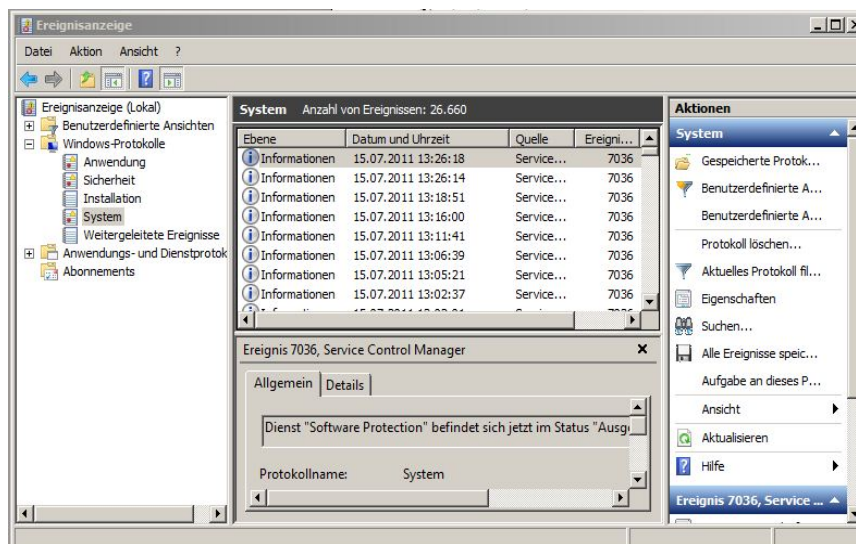 Ereignisanzeige
Datei Aktion Ansicht ?
Ereignisanzeige (Lokal)
Benutzerdefinierte Ansichten
Windows-Protokolle
Anwendung
Sicherheit
Installation
System
Weitergeleitete Ereignisse
Anwendungs- und Dienstprotok
Abonnements
System Anzahl von Ereignissen: 26.660
Ebene Datum und Uhrzeit Quelle Ereigni...
Informationen 15.07.2011 13:26:18 Service... 7036
Informationen 15.07.2011 13:26:14 Service... 7036
Informationen 15.07.2011 13:18:51 Service... 7036
Informationen 15.07.2011 13:16:00 Service... 7036
Informationen 15.07.2011 13:11:41 Service... 7036
Informationen 15.07.2011 13:06:39 Service... 7036
Informationen 15.07.2011 13:05:21 Service... 7036
Informationen 15.07.2011 13:02:37 Service... 7036
Ereignis 7036, Service Control Manager
Allgemein Details
Dienst "Software Protection" befindet sich jetzt im Status "Ausge
Protokollname: System
Aktionen
System
Gespeicherte Protok...
Benutzerdefinierte A...
Benutzerdefinierte A...
Protokoll löschen...
Aktuelles Protokoll fil...
Eigenschaften
Suchen...
Alle Ereignisse speic...
Aufgabe an dieses P...
Ansicht
Aktualisieren
Hilfe
Ereignis 7036, Service ...